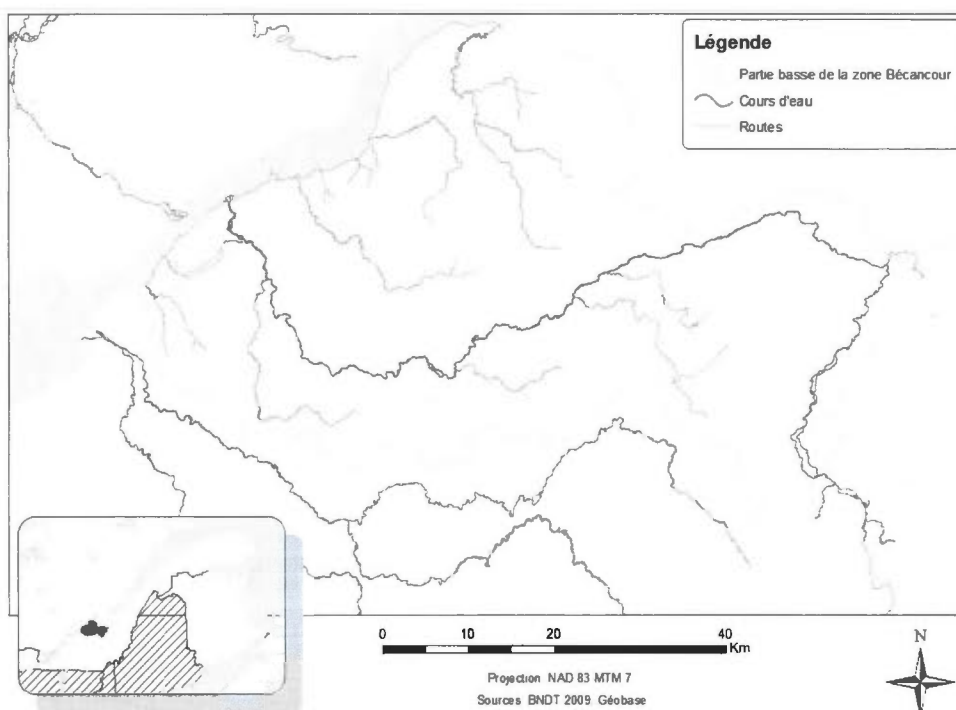 Légende
Partie basse de la zone Bécancour
Cours d'eau
Routes
0 10 20 40
Km
N
Projection NAD 83 MTM 7
Sources BNDT 2009 Géobase